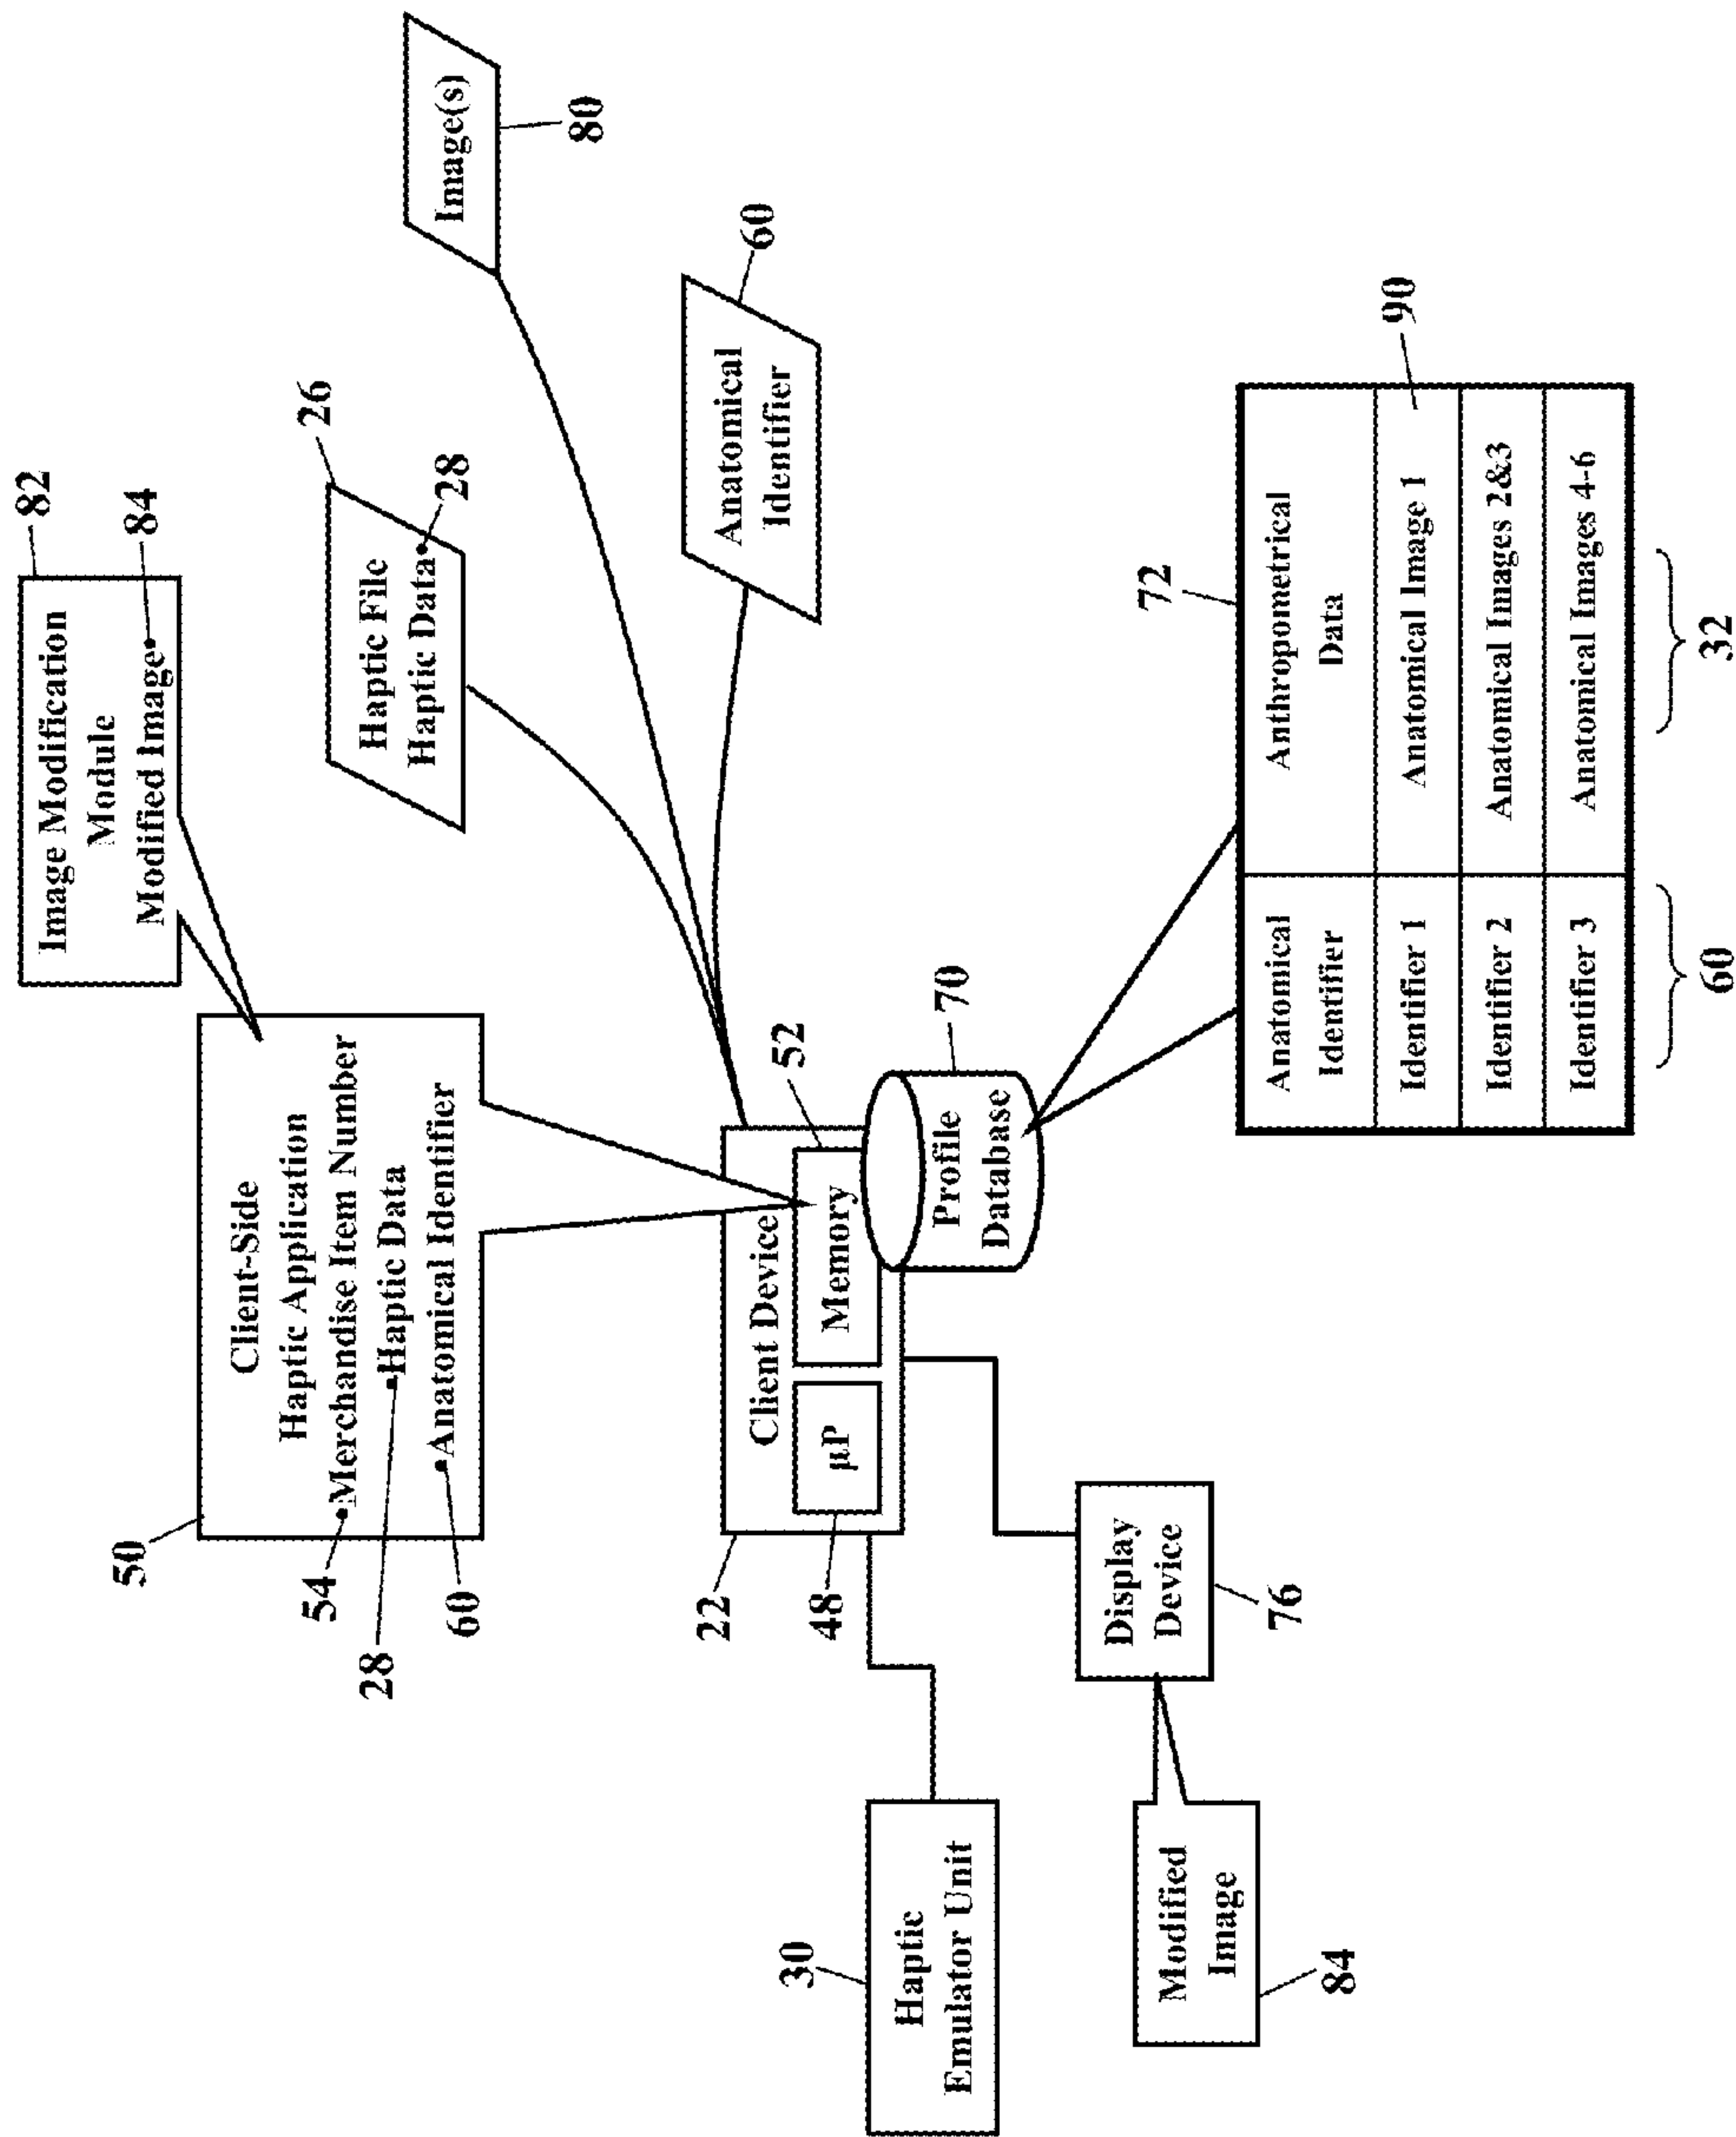 50
Client-Side
Haptic Application
54
•Merchandise Item Number
28
•Haptic Data
60
•Anatomical Identifier
82
Image Modification
Module
Modified Image•
84
26
Haptic File
Haptic Data•
28
Image(s)
80
Anatomical
Identifier
60
22
Client Device
48
µP
Memory
52
Profile
Database
70
30
Haptic
Emulator Unit
Display
Device
76
Modified
Image
84
72
Anatomical
Identifier
Anthropometrical
Data
Identifier 1
Anatomical Image 1
90
Identifier 2
Anatomical Images 2&3
Identifier 3
Anatomical Images 4-6
60
32